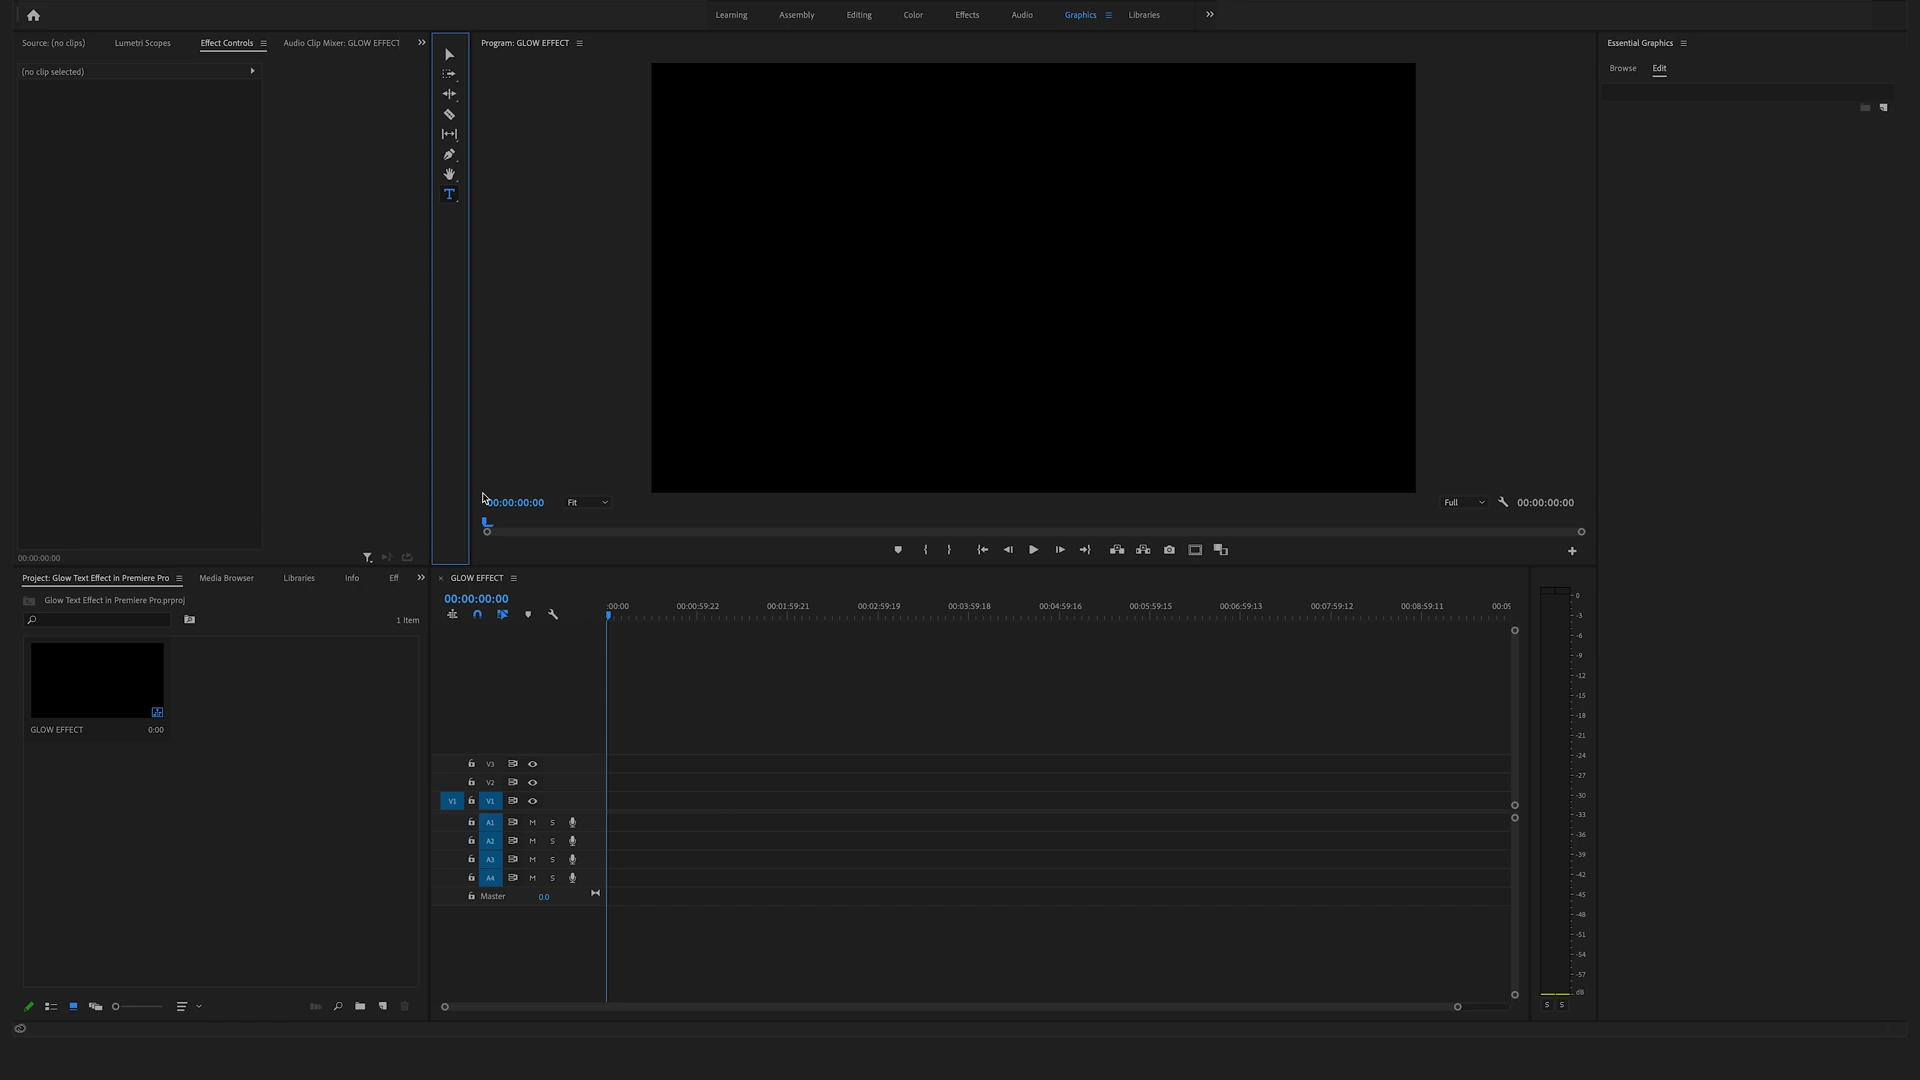 Learning Assembly Editing Color Effects Audio Graphics Libraries
Source: (no clips) Lumetri Scopes Effect Controls Audio Clip Mixer: GLOW EFFECT
(no clip selected)
00:00:00:00
Program: GLOW EFFECT
00:00:00:00 Fit Full 00:00:00:00
Essential Graphics
Browse Edit
Project: Glow Text Effect in Premiere Pro Media Browser Libraries Info Eff
Glow Text Effect in Premiere Pro.prproj
1 Item
GLOW EFFECT 0:00
× GLOW EFFECT
00:00:00:00
:00:00 00:00:59:22 00:01:59:21 00:02:59:19 00:03:59:18 00:04:59:16 00:05:59:15 00:06:59:13 00:07:59:12 00:08:59:11 00:09
V3
V2
V1 V1
A1 M S
A2 M S
A3 M S
A4 M S
Master 0.0
0
-3
-6
-9
-12
-15
-18
-21
-24
-27
-30
-33
-36
-39
-42
-45
-48
-51
-54
-57
dB
S S